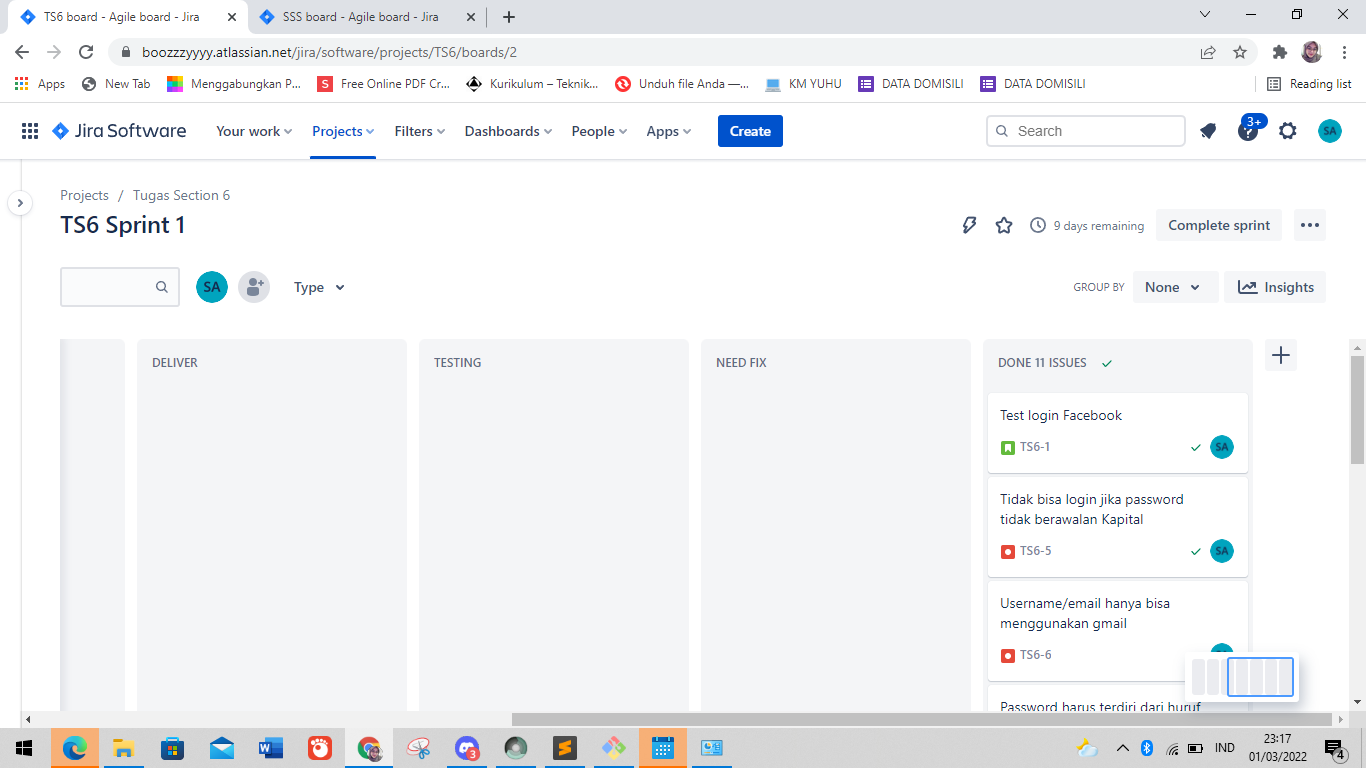 TS6 board - Agile board - Jira
SSS board - Agile board - Jira
boozzzyyyy.atlassian.net/jira/software/projects/TS6/boards/2
Apps
New Tab
Menggabungkan P...
Free Online PDF Cr...
Kurikulum – Teknik...
Unduh file Anda —...
KM YUHU
DATA DOMISILI
DATA DOMISILI
Reading list
Jira Software
Your work
Projects
Filters
Dashboards
People
Apps
Create
Search
3+
SA
Projects / Tugas Section 6
TS6 Sprint 1
9 days remaining
Complete sprint
SA
Type
GROUP BY
None
Insights
DELIVER
TESTING
NEED FIX
DONE 11 ISSUES
Test login Facebook
TS6-1
SA
Tidak bisa login jika password
tidak berawalan Kapital
TS6-5
SA
Username/email hanya bisa
menggunakan gmail
TS6-6
Password harus terdiri dari huruf
3
IND
23:17
01/03/2022
4